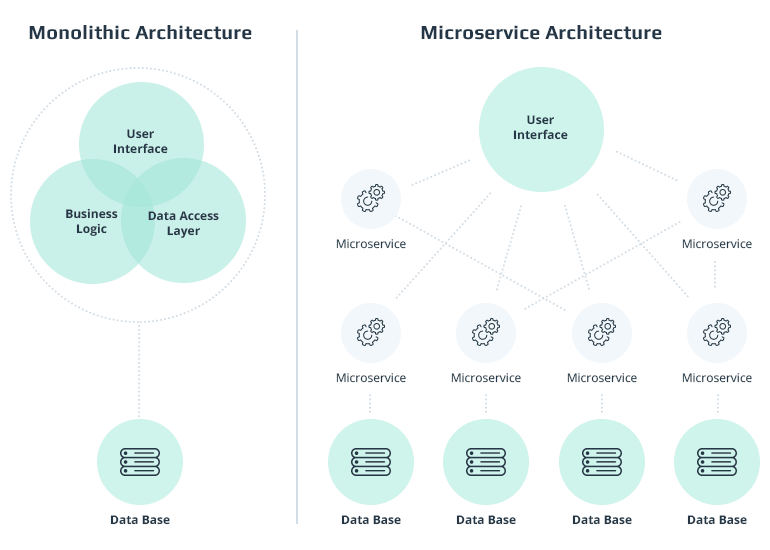 Monolithic Architecture
User
Interface
Business
Logic
Data Access
Layer
Data Base
Microservice Architecture
User
Interface
Microservice
Microservice
Microservice
Microservice
Microservice
Microservice
Data Base
Data Base
Data Base
Data Base